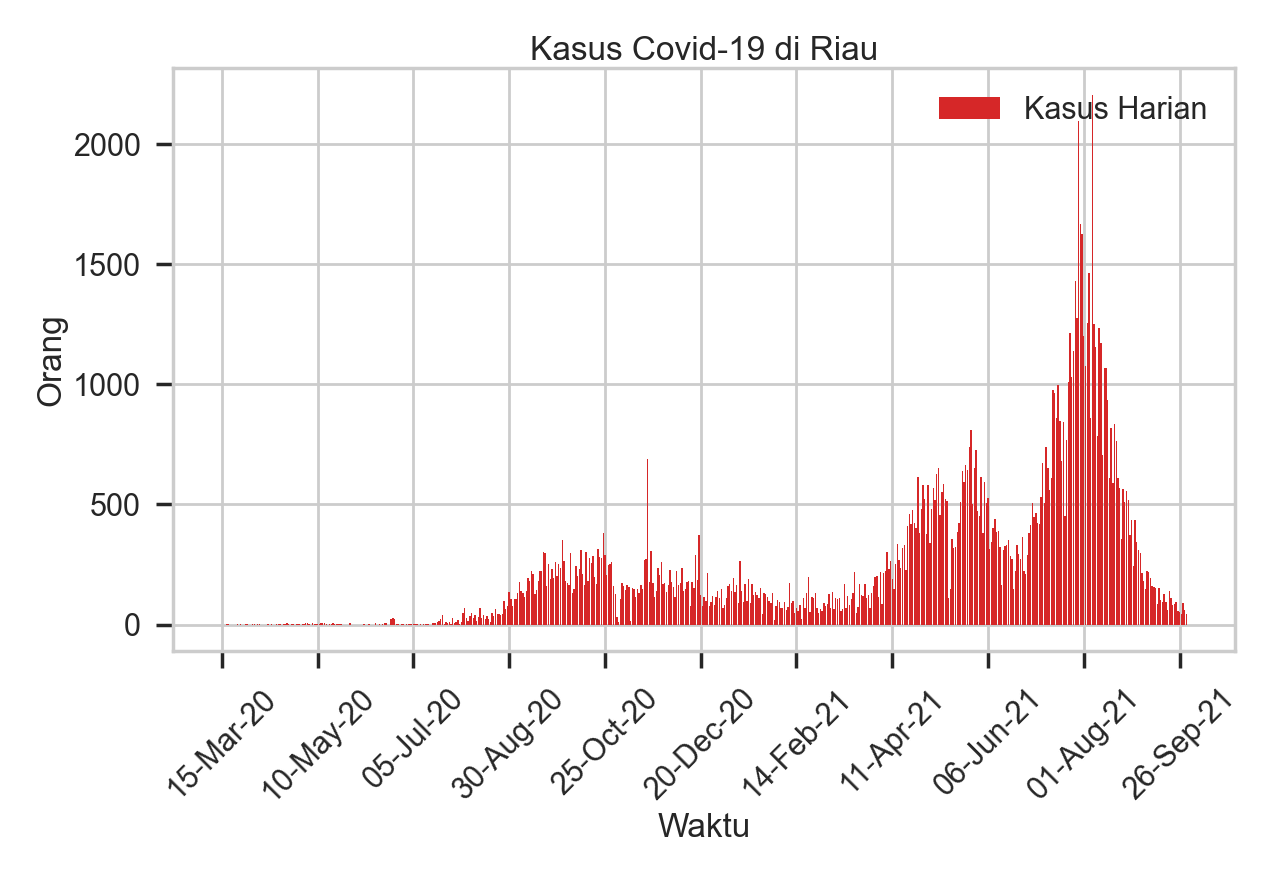 Kasus Covid-19 di Riau
Kasus Harian
2000
1500
1000
500
0
Orang
15-Mar-20
10-May-20
05-Jul-20
30-Aug-20
25-Oct-20
20-Dec-20
14-Feb-21
11-Apr-21
06-Jun-21
01-Aug-21
26-Sep-21
Waktu